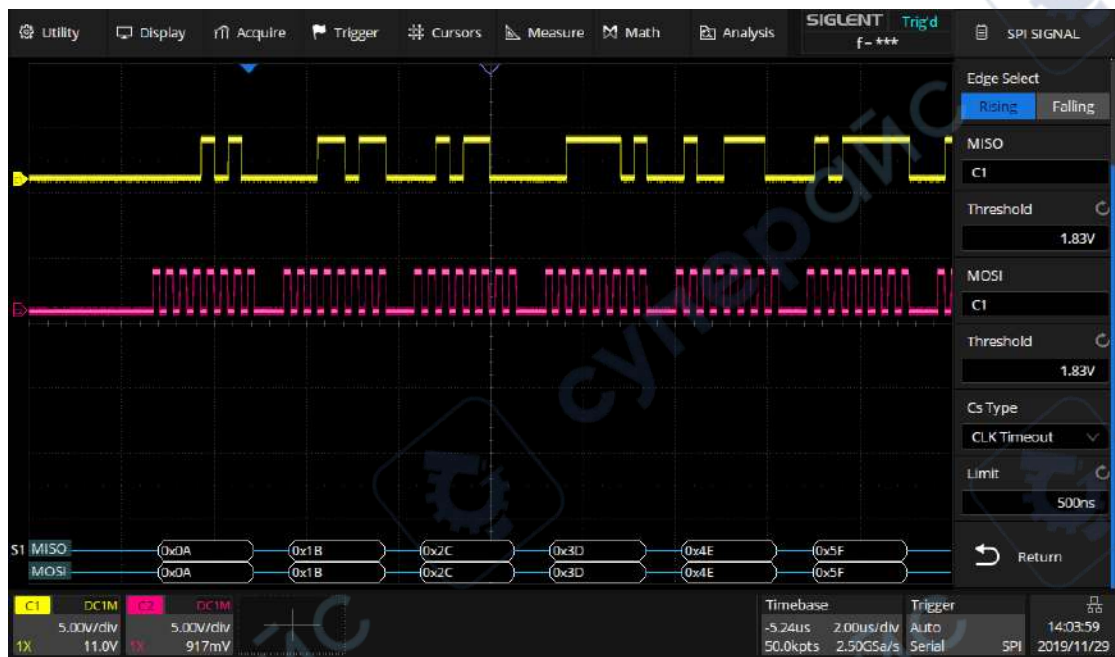 Utility Display Acquire Trigger Cursors Measure Math Analysis SIGLENT Trig'd
f = ***
SPI SIGNAL
Edge Select
Rising Falling
MISO
C1
Threshold
1.83V
MOSI
C1
Threshold
1.83V
Cs Type
CLK Timeout
Limit
500ns
Return
S1 MISO 0x0A 0x1B 0x2C 0x3D 0x4E 0x5F
MOSI 0x0A 0x1B 0x2C 0x3D 0x4E 0x5F
C1 DC1M C2 DC1M Timebase Trigger
5.00V/div 5.00V/div -5.24us 2.00us/div Auto 14:03:59
1X 11.0V 1X 917mV 50.0kpts 2.50GSa/s Serial SPI 2019/11/29
суперайс